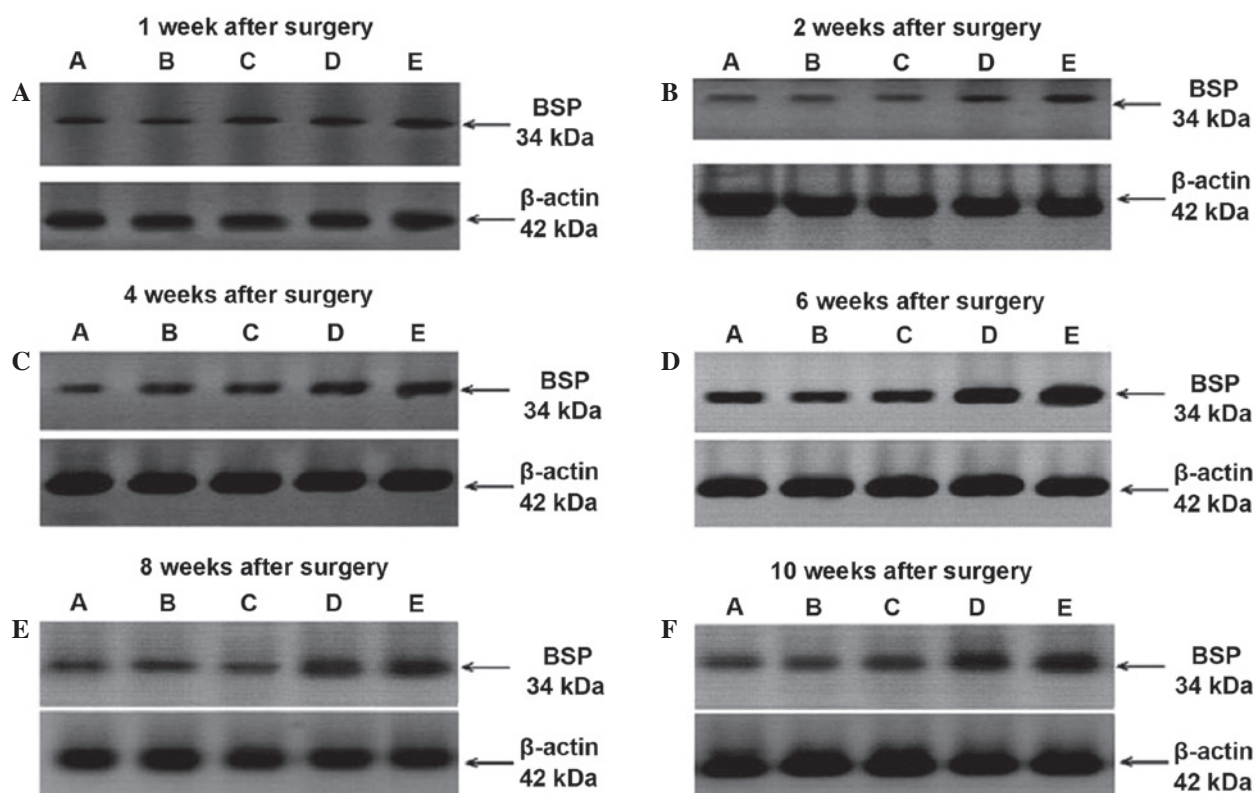 1 week after surgery
A B C D E
A
BSP
34 kDa
β-actin
42 kDa
2 weeks after surgery
A B C D E
B
BSP
34 kDa
β-actin
42 kDa
4 weeks after surgery
A B C D E
C
BSP
34 kDa
β-actin
42 kDa
6 weeks after surgery
A B C D E
D
BSP
34 kDa
β-actin
42 kDa
8 weeks after surgery
A B C D E
E
BSP
34 kDa
β-actin
42 kDa
10 weeks after surgery
A B C D E
F
BSP
34 kDa
β-actin
42 kDa